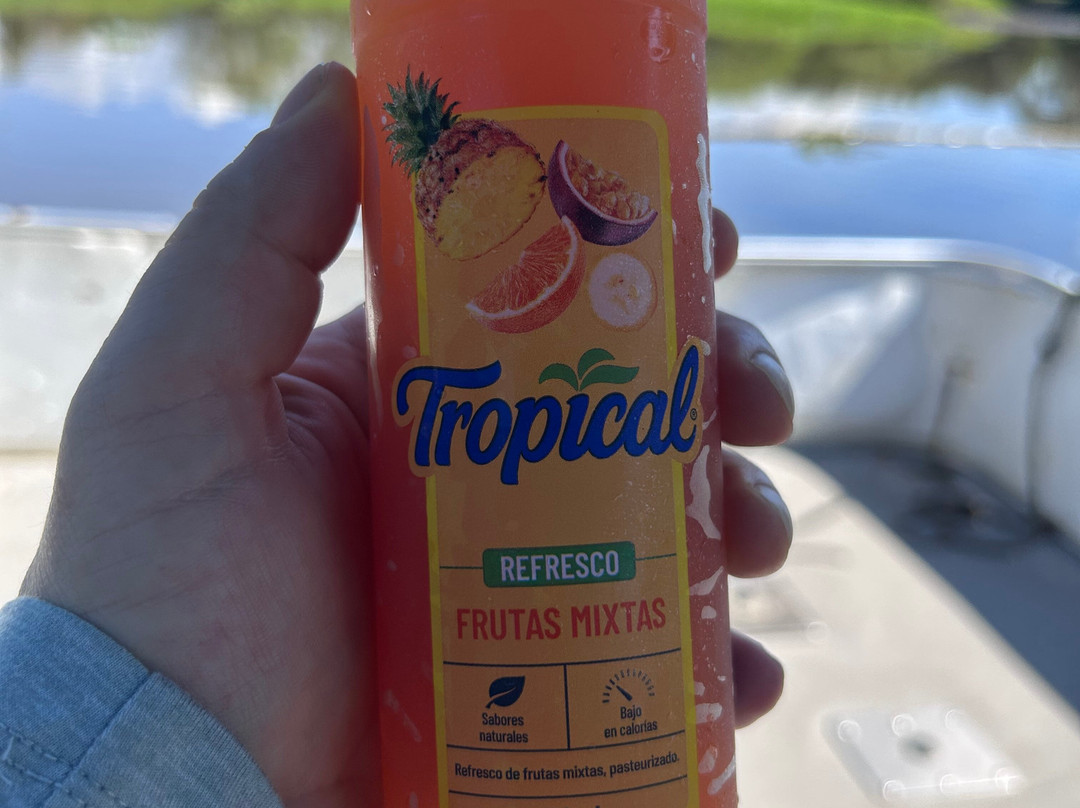 Tropical
REFRESCO
FRUTAS MIXTAS
Sabores
naturales
Bajo
en calorías
Refresco de frutas mixtas, pasteurizado.